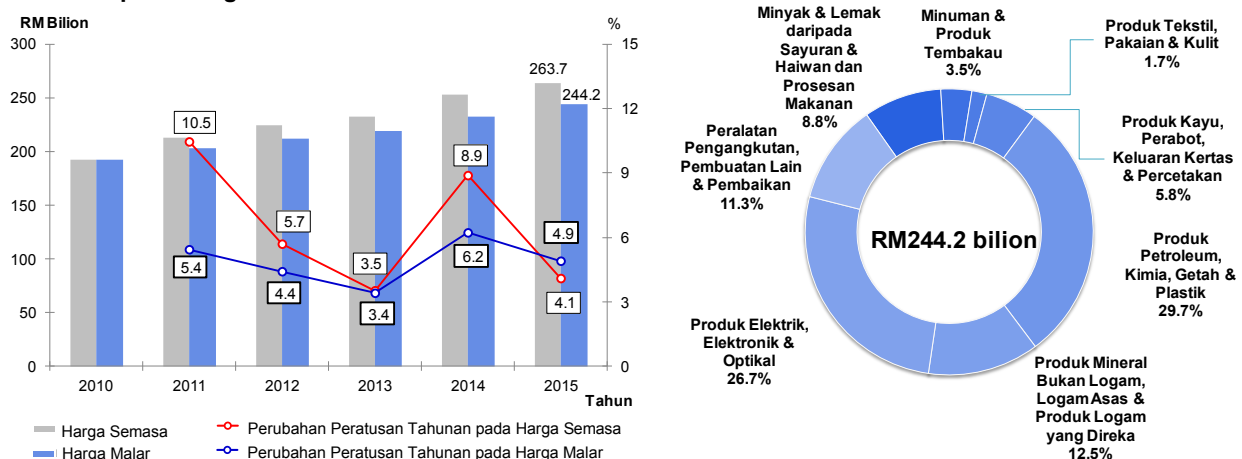 RM Bilion
%
300
250
200
150
100
50
0
15
12
9
6
3
0
263.7
244.2
10.5
5.7
3.5
8.9
4.1
5.4
4.4
3.4
6.2
4.9
2010
2011
2012
2013
2014
2015
Tahun
Harga Semasa
Perubahan Peratusan Tahunan pada Harga Semasa
Harga Malar
Perubahan Peratusan Tahunan pada Harga Malar
Minyak & Lemak
daripada
Sayuran &
Haiwan dan
Prosesan
Makanan
8.8%
Minuman &
Produk
Tembakau
3.5%
Produk Tekstil,
Pakaian & Kulit
1.7%
Produk Kayu,
Perabot,
Keluaran Kertas
& Percetakan
5.8%
Produk
Petroleum,
Kimia, Getah &
Plastik
29.7%
Produk Mineral
Bukan Logam,
Logam Asas &
Produk Logam
yang Direka
12.5%
Produk Elektrik,
Elektronik &
Optikal
26.7%
Peralatan
Pengangkutan,
Pembuatan Lain
& Pembaikan
11.3%
RM244.2 bilion